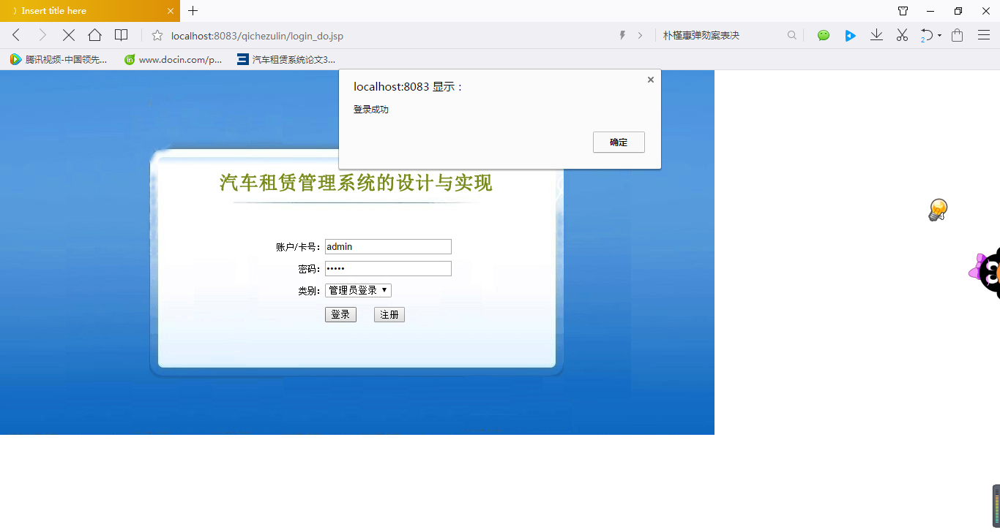 Insert title here
localhost:8083/qichezulin/login_do.jsp
朴槿惠弹劾案表决
2
腾讯视频-中国领先...
www.docin.com/p...
汽车租赁系统论文3...
localhost:8083 显示：
登录成功
确定
汽车租赁管理系统的设计与实现
账户/卡号： admin
密码： •••••
类别： 管理员登录
登录 注册
4